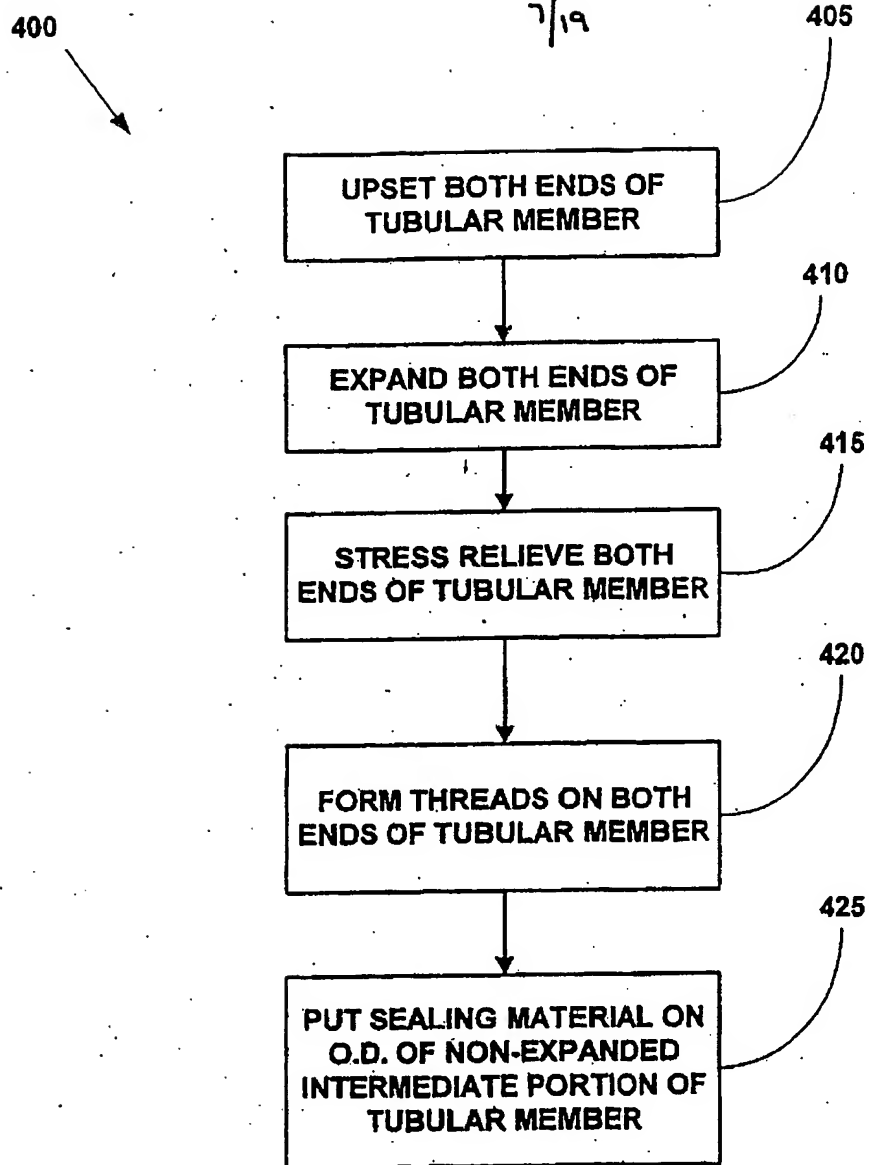 400
7/19
405
UPSET BOTH ENDS OF
TUBULAR MEMBER
410
EXPAND BOTH ENDS OF
TUBULAR MEMBER
415
STRESS RELIEVE BOTH
ENDS OF TUBULAR MEMBER
420
FORM THREADS ON BOTH
ENDS OF TUBULAR MEMBER
425
PUT SEALING MATERIAL ON
O.D. OF NON-EXPANDED
INTERMEDIATE PORTION OF
TUBULAR MEMBER